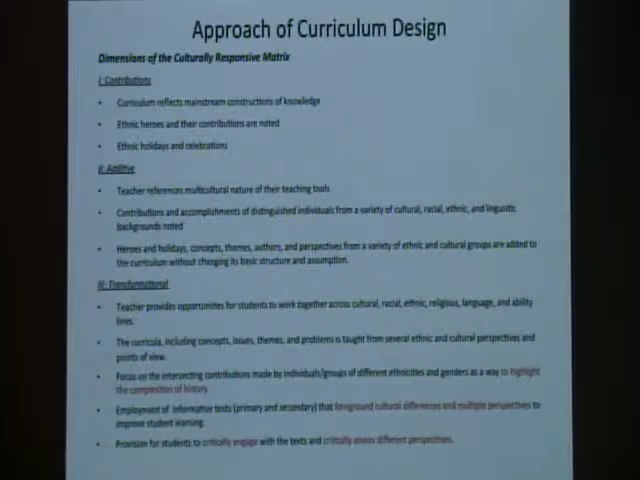 Approach of Curriculum Design
Dimensions of the Culturally Responsive Matrix
I: Contributions
• Curriculum reflects mainstream constructions of knowledge
• Ethnic heroes and their contributions are noted
• Ethnic holidays and celebrations
II: Additive
• Teacher references multicultural nature of their teaching tools
• Contributions and accomplishments of distinguished individuals from a variety of cultural, racial, ethnic, and linguistic
backgrounds noted
• Heroes and holidays, concepts, themes, authors, and perspectives from a variety of ethnic and cultural groups are added to
the curriculum without changing its basic structure and assumption.
III: Transformational
• Teacher provides opportunities for students to work together across cultural, racial, ethnic, religious, language, and ability
lines.
• The curricula, including concepts, issues, themes, and problems is taught from several ethnic and cultural perspectives and
points of view.
• Focus on the intersecting contributions made by individuals/groups of different ethnicities and genders as a way to highlight
the complexities of history.
• Employment of informative texts (primary and secondary) that foreground cultural differences and multiple perspectives to
improve student learning.
• Provision for students to critically engage with the texts and critically assess different perspectives.